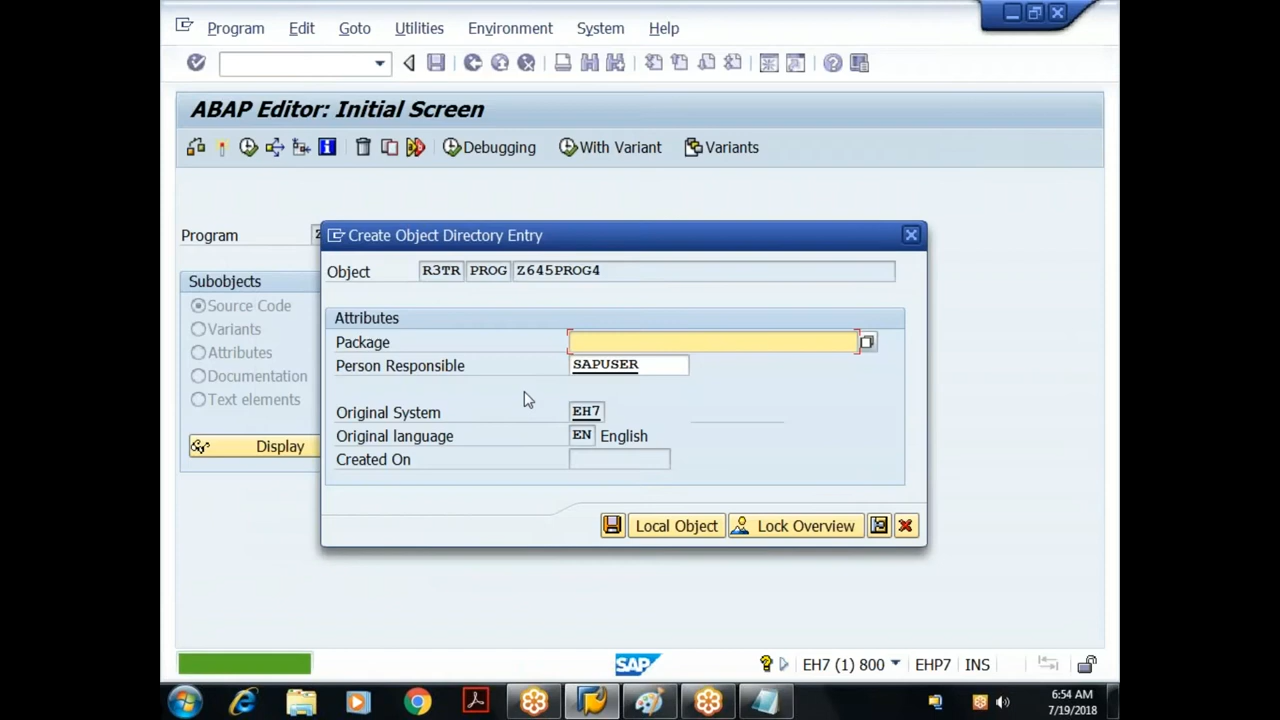 Program Edit Goto Utilities Environment System Help
ABAP Editor: Initial Screen
Debugging With Variant Variants
Program
Create Object Directory Entry
Object R3TR PROG Z645PROG4
Subobjects
Source Code
Variants
Attributes
Documentation
Text elements
Display
Attributes
Package
Person Responsible SAPUSER
Original System EH7
Original language EN English
Created On
Local Object Lock Overview
SAP EH7 (1) 800 EHP7 INS
6:54 AM
7/19/2018